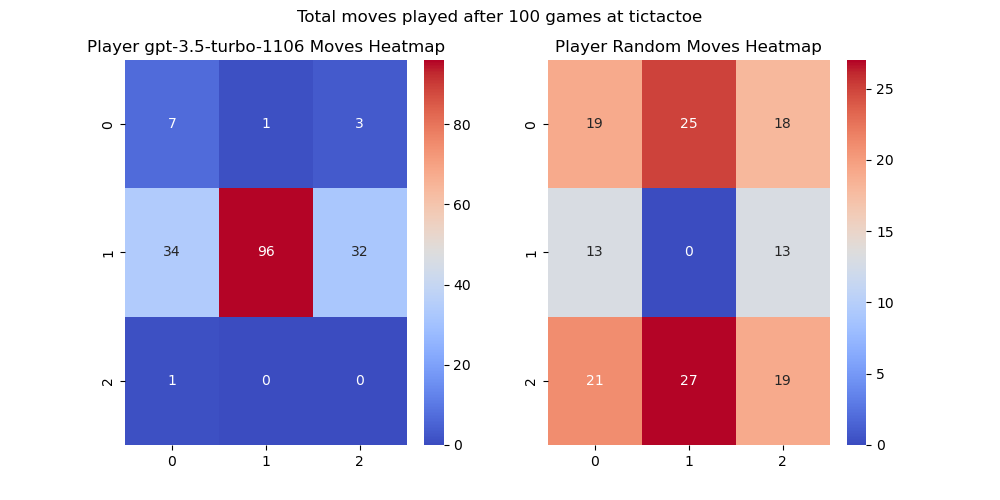 Total moves played after 100 games at tictactoe
Player gpt-3.5-turbo-1106 Moves Heatmap
0
7 1 3
1
34 96 32
2
1 0 0
0 1 2
80
60
40
20
0
Player Random Moves Heatmap
0
19 25 18
1
13 0 13
2
21 27 19
0 1 2
25
20
15
10
5
0